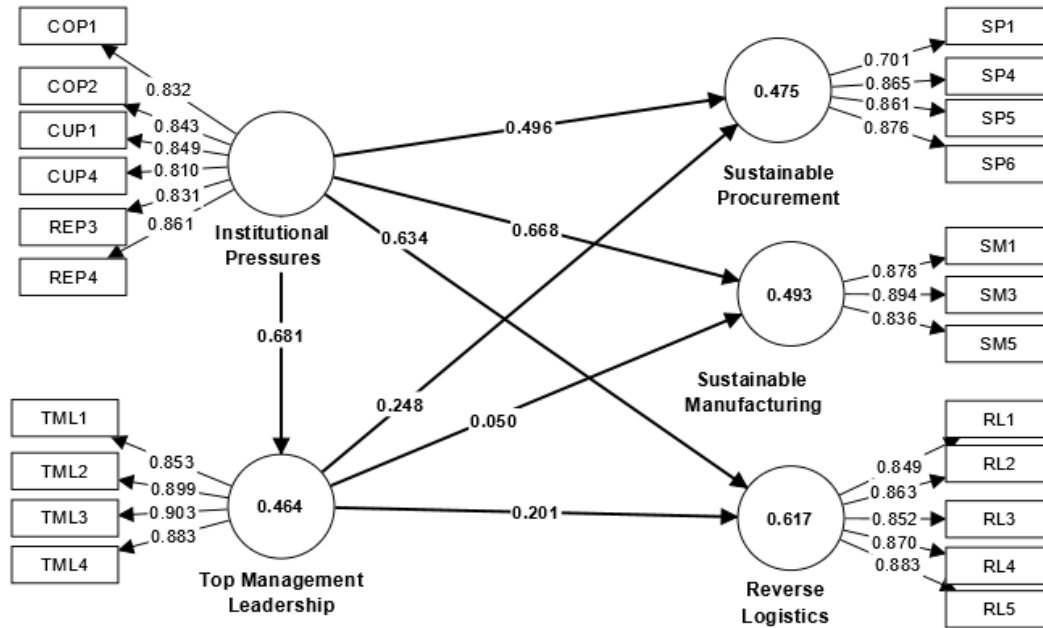 COP1
COP2
CUP1
CUP4
REP3
REP4
0.832
0.843
0.849
0.810
0.831
0.861
Institutional
Pressures
0.496
0.668
0.634
0.681
TML1
TML2
TML3
TML4
0.853
0.899
0.903
0.883
0.464
Top Management
Leadership
0.248
0.050
0.201
0.475
Sustainable
Procurement
0.701
0.865
0.861
0.876
SP1
SP4
SP5
SP6
0.493
Sustainable
Manufacturing
0.878
0.894
0.836
SM1
SM3
SM5
0.617
Reverse
Logistics
0.849
0.863
0.852
0.870
0.883
RL1
RL2
RL3
RL4
RL5